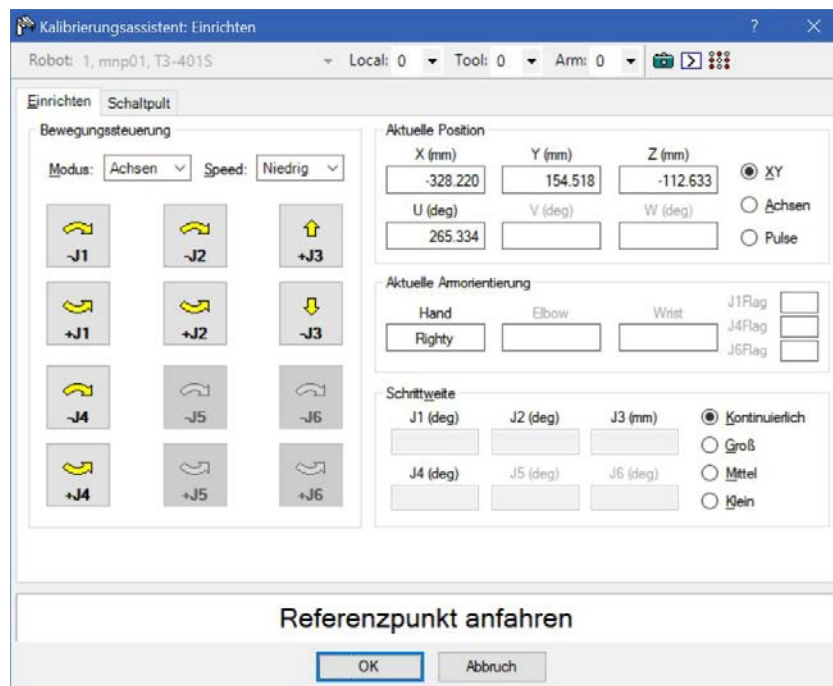 Kalibrierungsassistent: Einrichten
Robot: 1, mnp01, T3-401S Local: 0 Tool: 0 Arm: 0
Einrichten Schaltpult
Bewegungssteuerung
Modus: Achsen Speed: Niedrig
-J1 -J2 +J3
+J1 +J2 -J3
-J4 -J5 -J6
+J4 +J5 +J6
Aktuelle Position
X (mm) Y (mm) Z (mm)
-328.220 154.518 -112.633
XY
U (deg) V (deg) W (deg)
Achsen
265.334
Pulse
Aktuelle Armorientierung
Hand Elbow Wrist
Righty
J1Flag
J4Flag
J6Flag
Schrittweite
J1 (deg) J2 (deg) J3 (mm) Kontinuierlich
Groß
J4 (deg) J5 (deg) J6 (deg) Mittel
Klein
Referenzpunkt anfahren
OK Abbruch